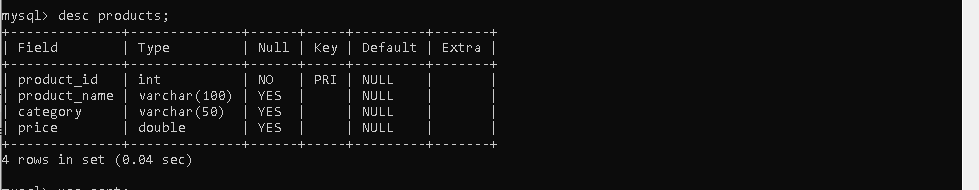 mysql> desc products;
+--------------+--------------+------+-----+---------+-------+
| Field        | Type         | Null | Key | Default | Extra |
+--------------+--------------+------+-----+---------+-------+
| product_id   | int          | NO   | PRI | NULL    |       |
| product_name | varchar(100) | YES  |     | NULL    |       |
| category     | varchar(50)  | YES  |     | NULL    |       |
| price        | double       | YES  |     | NULL    |       |
+--------------+--------------+------+-----+---------+-------+
4 rows in set (0.04 sec)